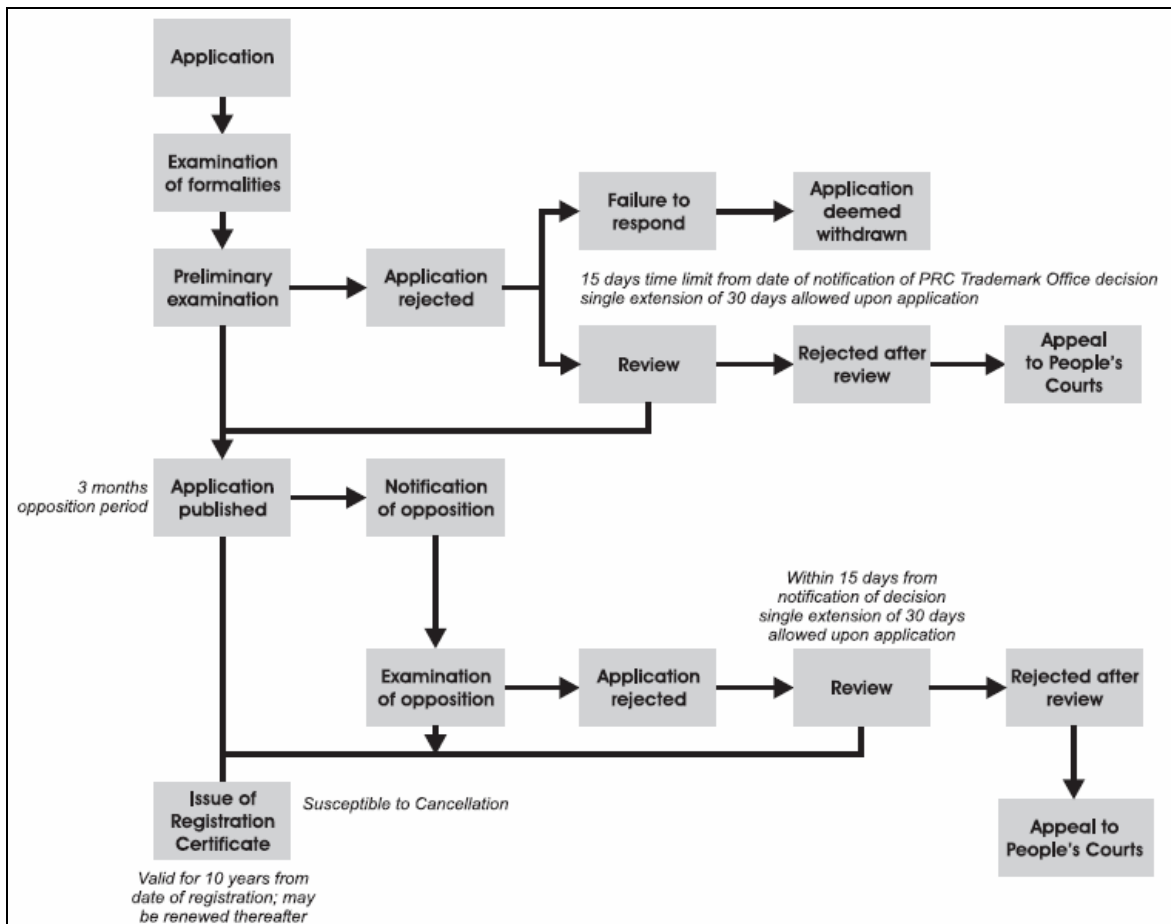 Application
Examination
of formalities
Failure to
respond
Application
deemed
withdrawn
Preliminary
examination
Application
rejected
15 days time limit from date of notification of PRC Trademark Office decision
single extension of 30 days allowed upon application
Review
Rejected after
review
Appeal
to People's
Courts
3 months
opposition period
Application
published
Notification
of opposition
Within 15 days from
notification of decision
single extension of 30 days
allowed upon application
Examination
of opposition
Application
rejected
Review
Rejected after
review
Issue of
Registration
Certificate
Susceptible to Cancellation
Appeal to
People's Courts
Valid for 10 years from
date of registration; may
be renewed thereafter